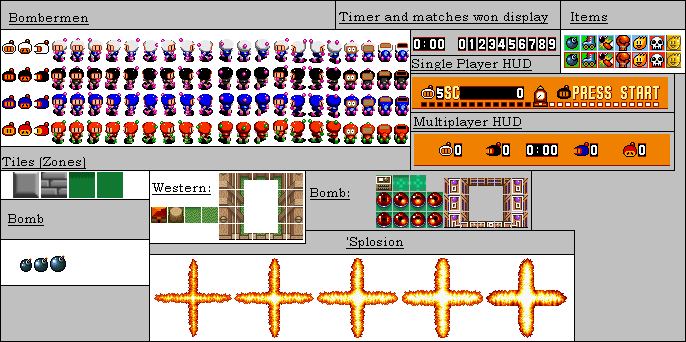 Bombermen
Timer and matches won display
Items
0:00 0123456789
Single Player HUD
5SC 0 PRESS START
Multiplayer HUD
0 0 0:00 0 0
Tiles (Zones)
Western:
Bomb:
Bomb
'Splosion